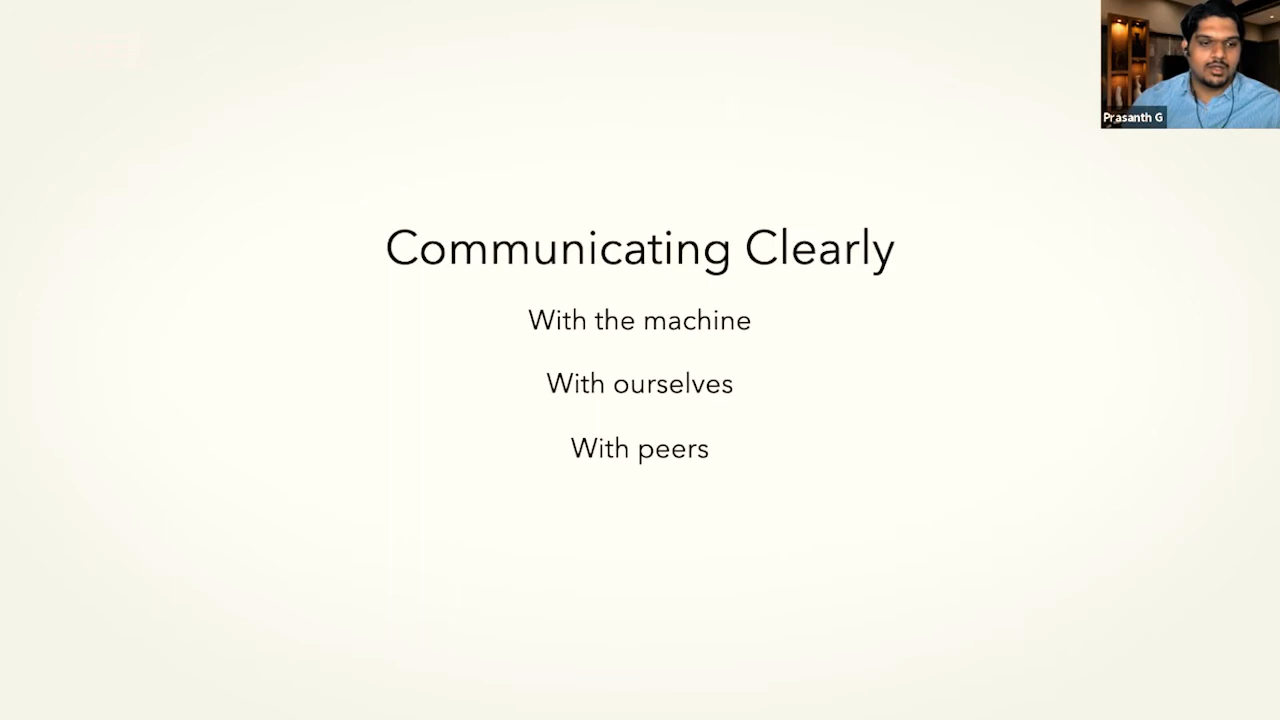 Prasanth G
Communicating Clearly
With the machine
With ourselves
With peers